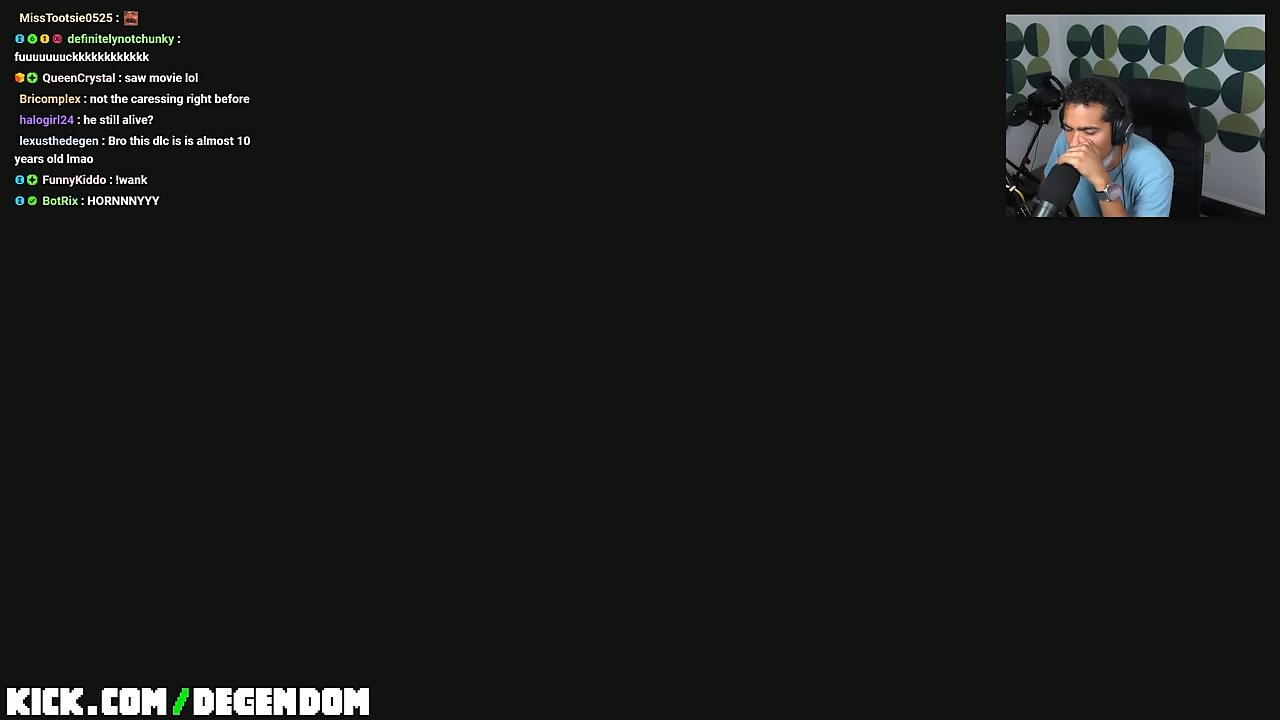 MissTootsie0525 :
definitelynotchunky :
fuuuuuuuckkkkkkkkkkkk
QueenCrystal : saw movie lol
Bricomplex : not the caressing right before
halogirl24 : he still alive?
lexusthedegen : Bro this dlc is is almost 10
years old lmao
FunnyKiddo : !wank
BotRix : HORNNNYYY
KICK.COM/DEGENDOM